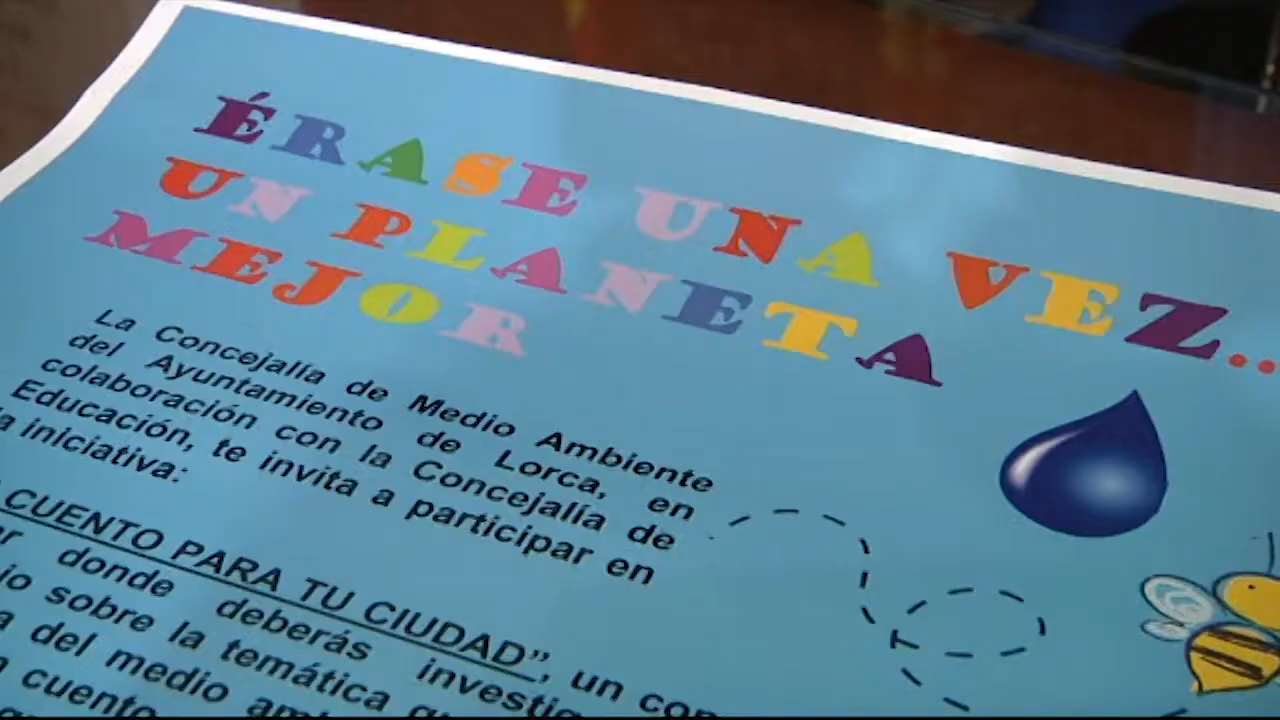 ÉRASE UNA VEZ...
UN PLANETA
MEJOR
La Concejalía de Medio Ambiente
del Ayuntamiento de Lorca, en
colaboración con la Concejalía de
Educación, te invita a participar en
la iniciativa:
CUENTO PARA TU CIUDAD”, un
donde deberás
sobre la temática
del medio
cuento